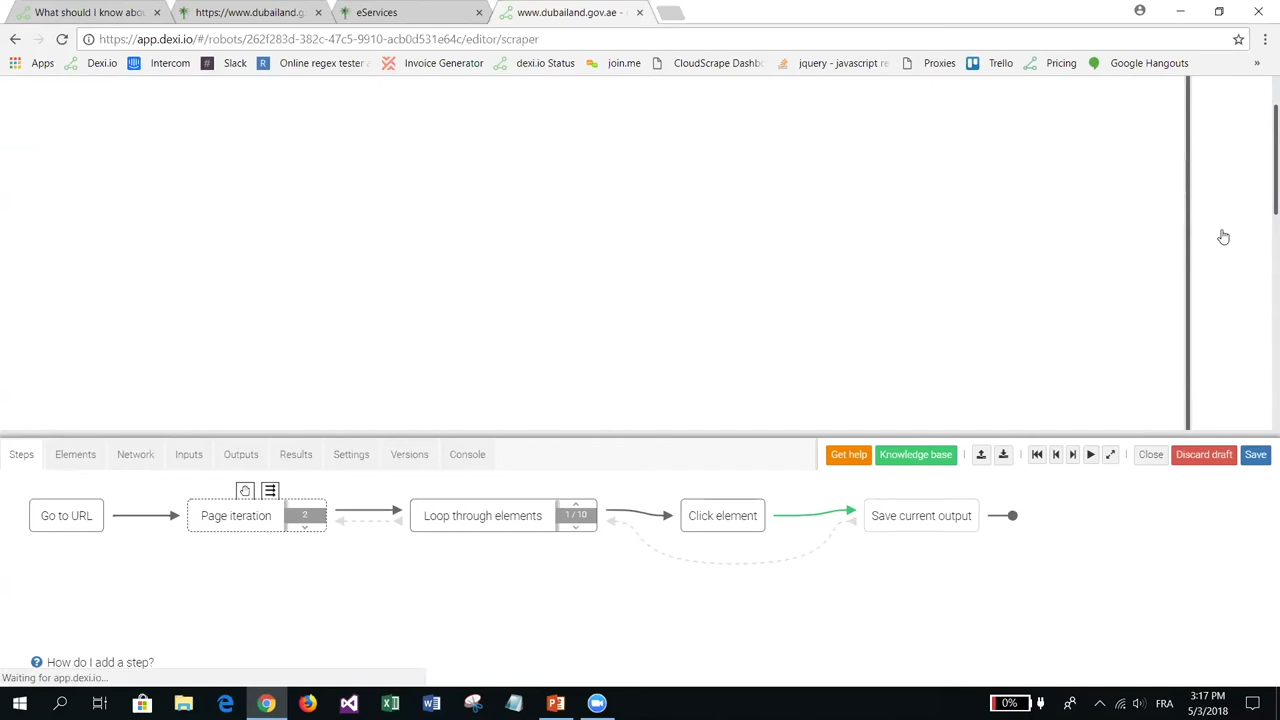 What should I know abou
https://www.dubailand.g
eServices
www.dubailand.gov.ae -
https://app.dexi.io/#/robots/262f283d-382c-47c5-9910-acb0d531e64c/editor/scraper
Apps Dexi.io Intercom Slack Online regex tester Invoice Generator dexi.io Status join.me CloudScrape Dashb jquery - javascript re Proxies Trello Pricing Google Hangouts »
Steps Elements Network Inputs Outputs Results Settings Versions Console Get help Knowledge base Close Discard draft Save
Go to URL Page iteration 2 Loop through elements 1 / 10 Click element Save current output
How do I add a step?
Waiting for app.dexi.io...
0% FRA 3:17 PM
5/3/2018